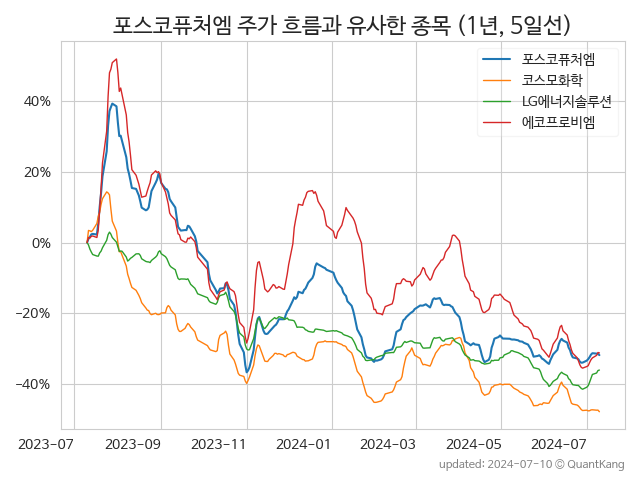 포스코퓨처엠 주가 흐름과 유사한 종목 (1년, 5일선)
포스코퓨처엠
코스모화학
LG에너지솔루션
에코프로비엠
40%
20%
0%
−20%
−40%
2023-07
2023-09
2023-11
2024-01
2024-03
2024-05
2024-07
updated: 2024-07-10 © QuantKang